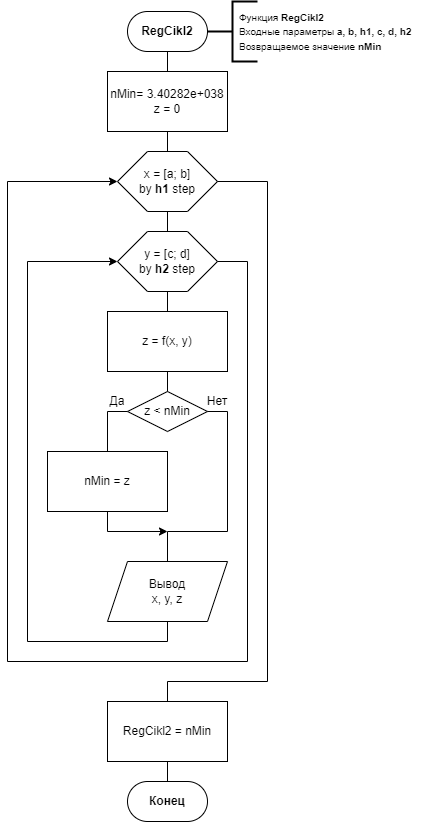 RegCikl2
Функция RegCikl2
Входные параметры a, b, h1, c, d, h2
Возвращаемое значение nMin
nMin= 3.40282e+038
z = 0
x = [a; b]
by h1 step
y = [c; d]
by h2 step
z = f(x, y)
Да
z < nMin
Нет
nMin = z
Вывод
x, y, z
RegCikl2 = nMin
Конец